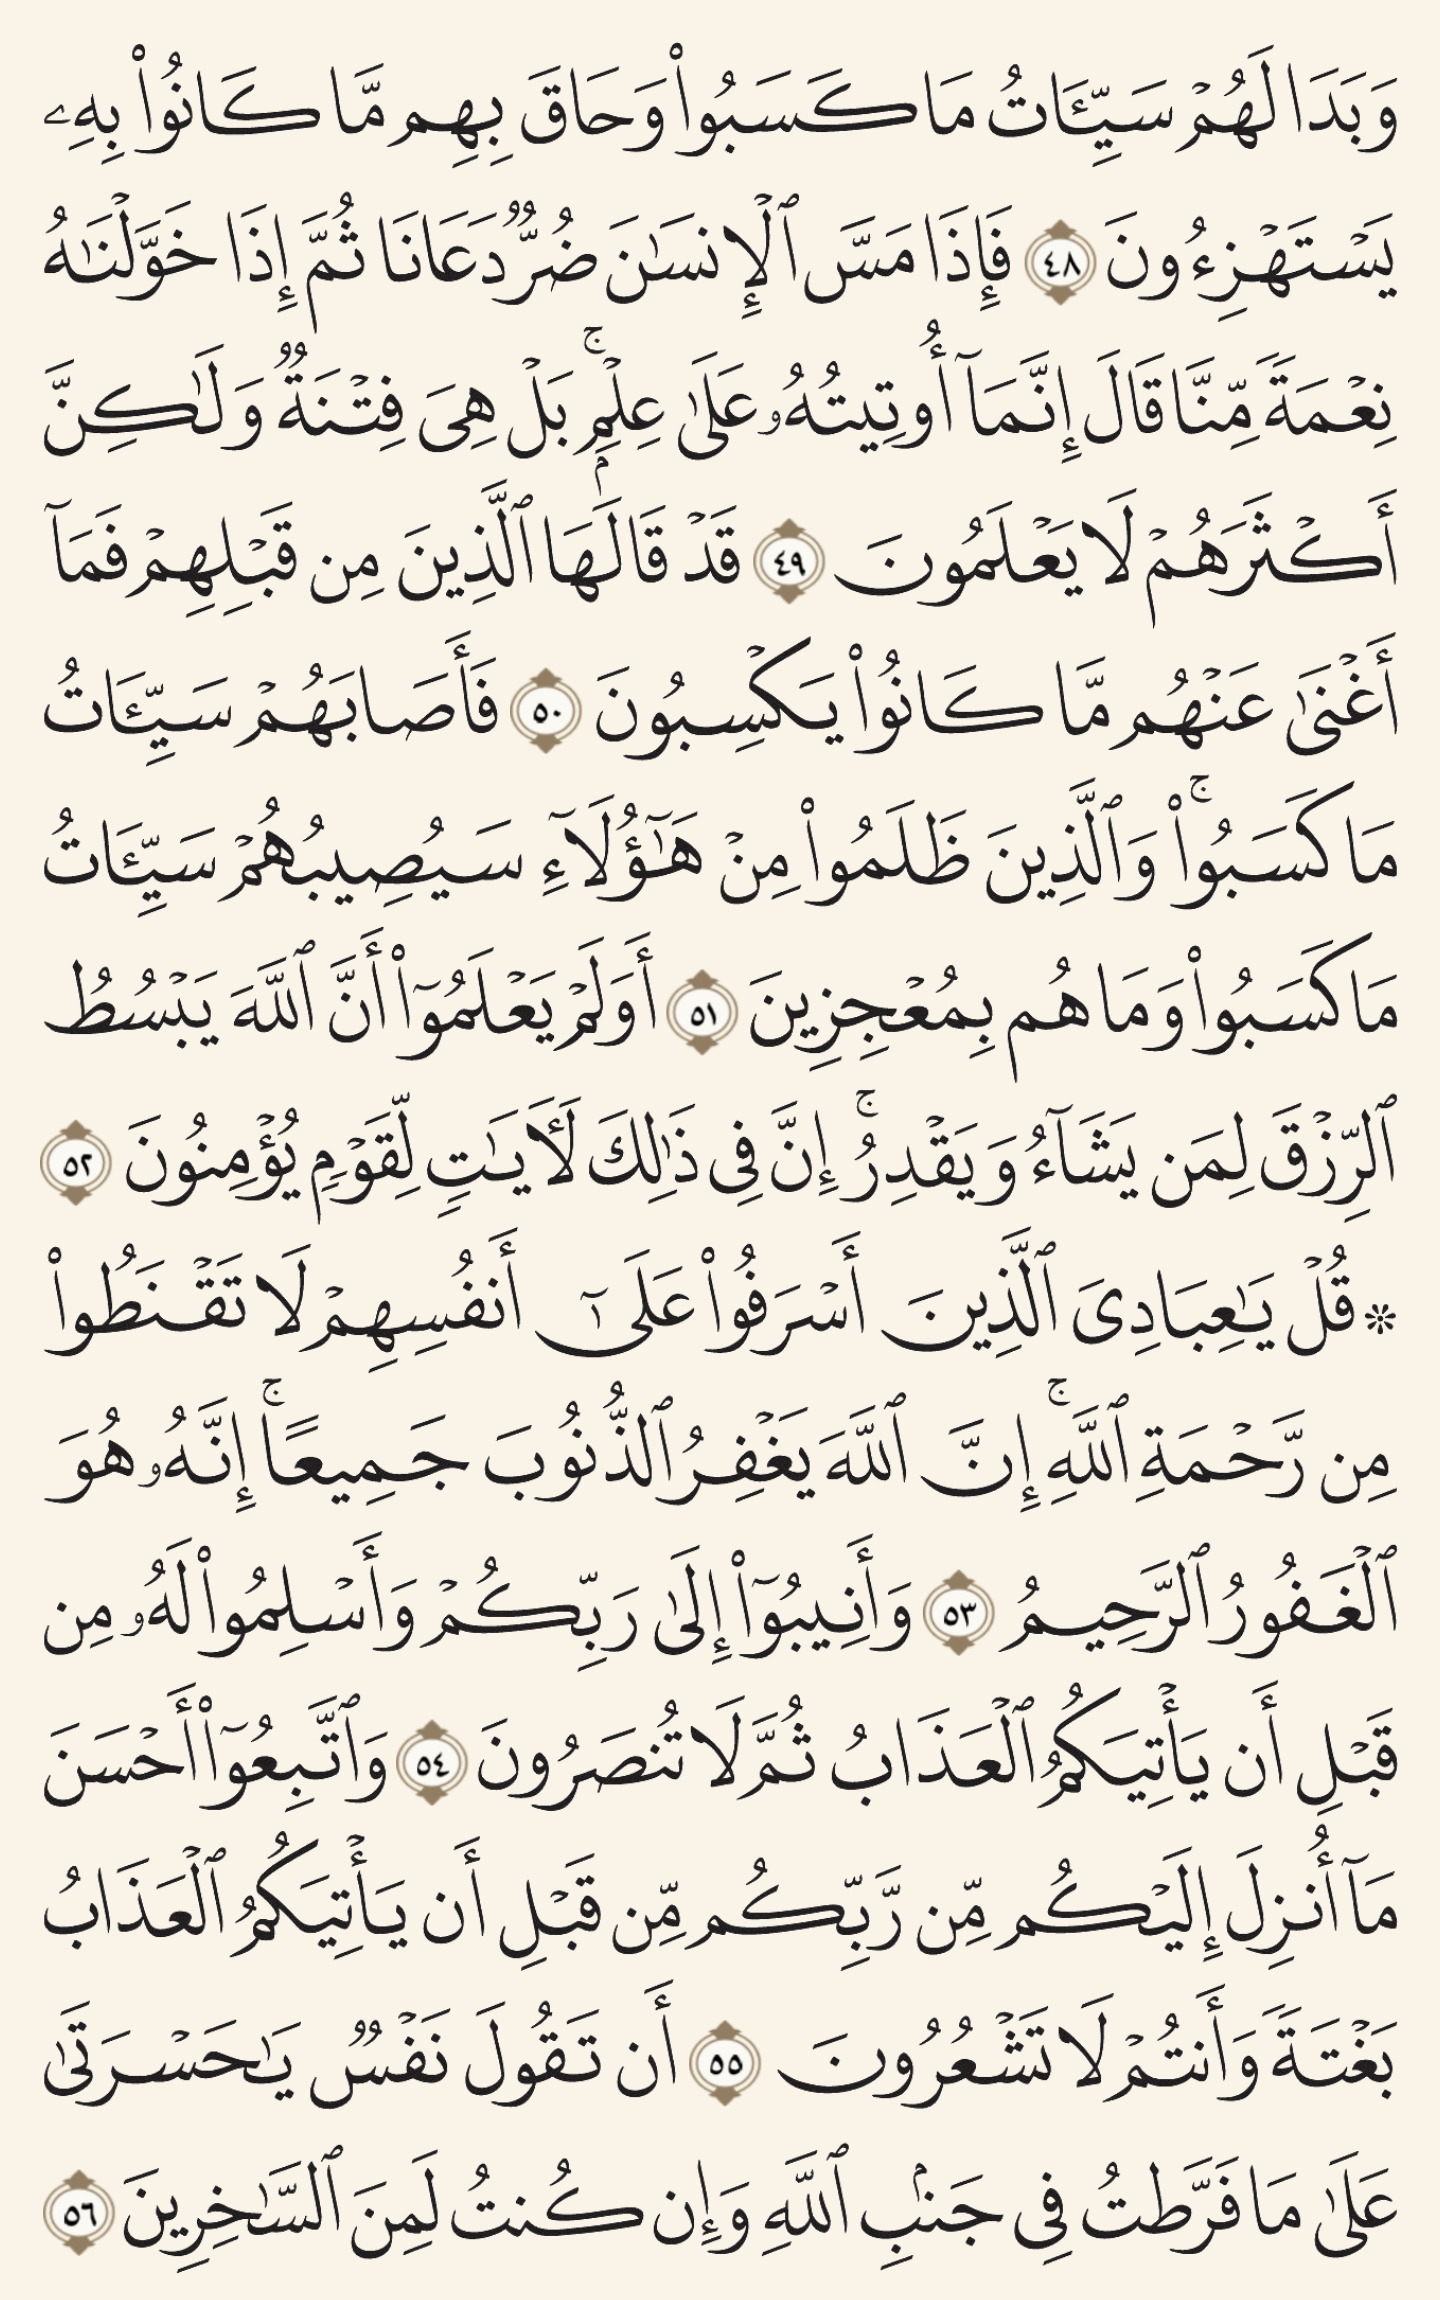 وَبَدَا لَهُمْ سَيِّـَٔاتُ مَا كَسَبُوا۟ وَحَاقَ بِهِم مَّا كَانُوا۟ بِهِۦ
يَسْتَهْزِءُونَ ٤٨ فَإِذَا مَسَّ ٱلْإِنسَـٰنَ ضُرٌّ دَعَانَا ثُمَّ إِذَا خَوَّلْنَـٰهُ
نِعْمَةً مِّنَّا قَالَ إِنَّمَآ أُوتِيتُهُۥ عَلَىٰ عِلْمٍۭ ۚ بَلْ هِىَ فِتْنَةٌ وَلَـٰكِنَّ
أَكْثَرَهُمْ لَا يَعْلَمُونَ ٤٩ قَدْ قَالَهَا ٱلَّذِينَ مِن قَبْلِهِمْ فَمَآ
أَغْنَىٰ عَنْهُم مَّا كَانُوا۟ يَكْسِبُونَ ٥٠ فَأَصَابَهُمْ سَيِّـَٔاتُ
مَا كَسَبُوا۟ ۚ وَٱلَّذِينَ ظَلَمُوا۟ مِنْ هَـٰٓؤُلَآءِ سَيُصِيبُهُمْ سَيِّـَٔاتُ
مَا كَسَبُوا۟ وَمَا هُم بِمُعْجِزِينَ ٥١ أَوَلَمْ يَعْلَمُوٓا۟ أَنَّ ٱللَّهَ يَبْسُطُ
ٱلرِّزْقَ لِمَن يَشَآءُ وَيَقْدِرُ ۚ إِنَّ فِى ذَٰلِكَ لَـَٔايَـٰتٍ لِّقَوْمٍ يُؤْمِنُونَ ٥٢
۞ قُلْ يَـٰعِبَادِىَ ٱلَّذِينَ أَسْرَفُوا۟ عَلَىٰٓ أَنفُسِهِمْ لَا تَقْنَطُوا۟
مِن رَّحْمَةِ ٱللَّهِ ۚ إِنَّ ٱللَّهَ يَغْفِرُ ٱلذُّنُوبَ جَمِيعًا ۚ إِنَّهُۥ هُوَ
ٱلْغَفُورُ ٱلرَّحِيمُ ٥٣ وَأَنِيبُوٓا۟ إِلَىٰ رَبِّكُمْ وَأَسْلِمُوا۟ لَهُۥ مِن
قَبْلِ أَن يَأْتِيَكُمُ ٱلْعَذَابُ ثُمَّ لَا تُنصَرُونَ ٥٤ وَٱتَّبِعُوٓا۟ أَحْسَنَ
مَآ أُنزِلَ إِلَيْكُم مِّن رَّبِّكُم مِّن قَبْلِ أَن يَأْتِيَكُمُ ٱلْعَذَابُ
بَغْتَةً وَأَنتُمْ لَا تَشْعُرُونَ ٥٥ أَن تَقُولَ نَفْسٌ يَـٰحَسْرَتَىٰ
عَلَىٰ مَا فَرَّطتُ فِى جَنۢبِ ٱللَّهِ وَإِن كُنتُ لَمِنَ ٱلسَّـٰخِرِينَ ٥٦